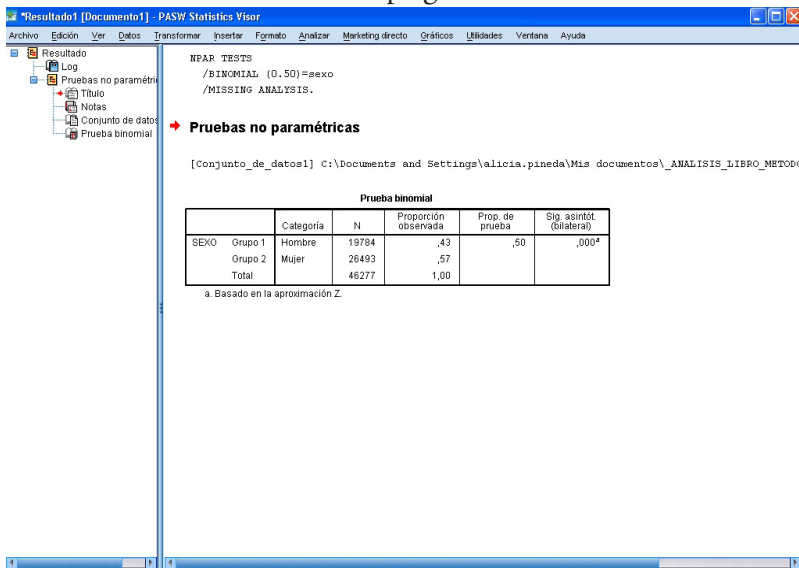 *Resultado1 [Documento1] - PASW Statistics Visor
Archivo Edición Ver Datos Transformar Insertar Formato Analizar Marketing directo Gráficos Utilidades Ventana Ayuda
Resultado
Log
Pruebas no paramétri
Título
Notas
Conjunto de datos
Prueba binomial
NPAR TESTS
/BINOMIAL (0.50)=sexo
/MISSING ANALYSIS.
Pruebas no paramétricas
[Conjunto_de_datos1] C:\Documents and Settings\alicia.pineda\Mis documentos\_ANALISIS_LIBRO_METODO
Prueba binomial
Categoría N Proporción observada Prop. de prueba Sig. asintót. (bilateral)
SEXO Grupo 1 Hombre 19784 ,43 ,50 ,000a
Grupo 2 Mujer 26493 ,57
Total 46277 1,00
a. Basado en la aproximación Z.